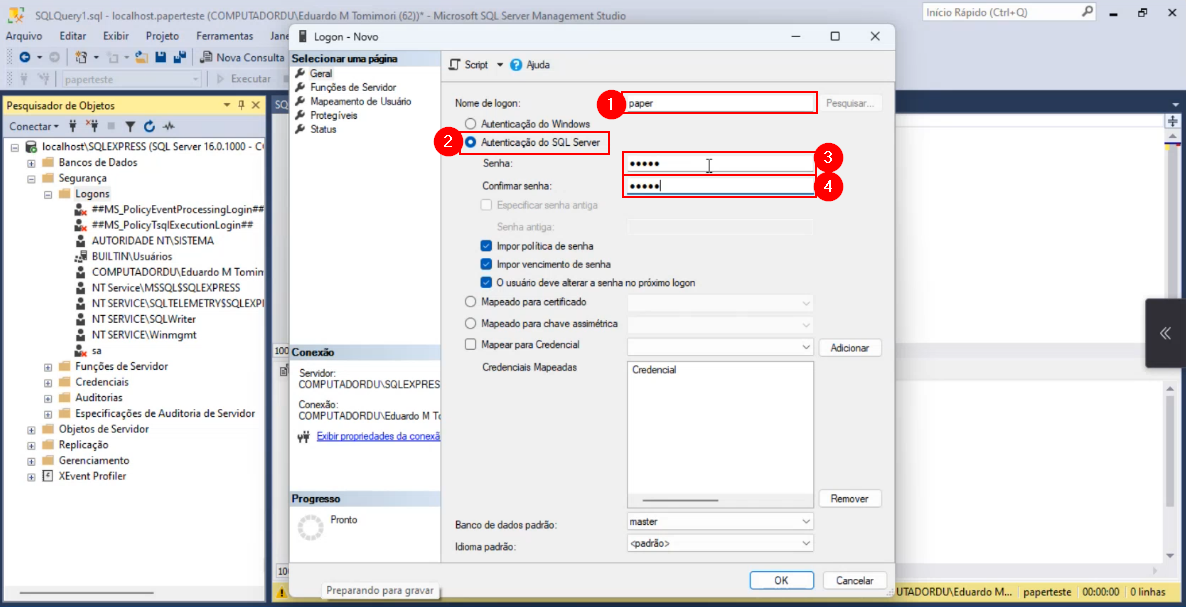 SQLQuery1.sql - localhost.paperteste (COMPUTADORDU\Eduardo M Tomimori (62))* - Microsoft SQL Server Management Studio
Início Rápido (Ctrl+Q)
Arquivo Editar Exibir Projeto Ferramentas Jane
Nova Consulta
paperteste
Executar
Pesquisador de Objetos
SQ
Conectar
localhost\SQLEXPRESS (SQL Server 16.0.1000 - C
Bancos de Dados
Segurança
Logons
##MS_PolicyEventProcessingLogin##
##MS_PolicyTsqlExecutionLogin##
AUTORIDADE NT\SISTEMA
BUILTIN\Usuários
COMPUTADORDU\Eduardo M Tomin
NT Service\MSSQL$SQLEXPRESS
NT SERVICE\SQLTELEMETRY$SQLEXPI
NT SERVICE\SQLWriter
NT SERVICE\Winmgmt
sa
Funções de Servidor
Credenciais
Auditorias
Especificações de Auditoria de Servidor
Objetos de Servidor
Replicação
Gerenciamento
XEvent Profiler
Logon - Novo
Selecionar uma página
Geral
Funções de Servidor
Mapeamento de Usuário
Protegíveis
Status
100
Conexão
Servidor:
COMPUTADORDU\SQLEXPRES
Conexão:
COMPUTADORDU\Eduardo M To
Exibir propriedades da conexã
Progresso
Pronto
Script Ajuda
Nome de logon: 1 paper Pesquisar...
Autenticação do Windows
2 Autenticação do SQL Server
Senha: ●●●●● 3
Confirmar senha: ●●●●● 4
Especificar senha antiga
Senha antiga:
Impor política de senha
Impor vencimento de senha
O usuário deve alterar a senha no próximo logon
Mapeado para certificado
Mapeado para chave assimétrica
Mapear para Credencial Adicionar
Credenciais Mapeadas Credencial
Remover
Banco de dados padrão: master
Idioma padrão: <padrão>
OK Cancelar
10
Preparando para gravar
UTADORDU\Eduardo M... paperteste 00:00:00 0 linhas